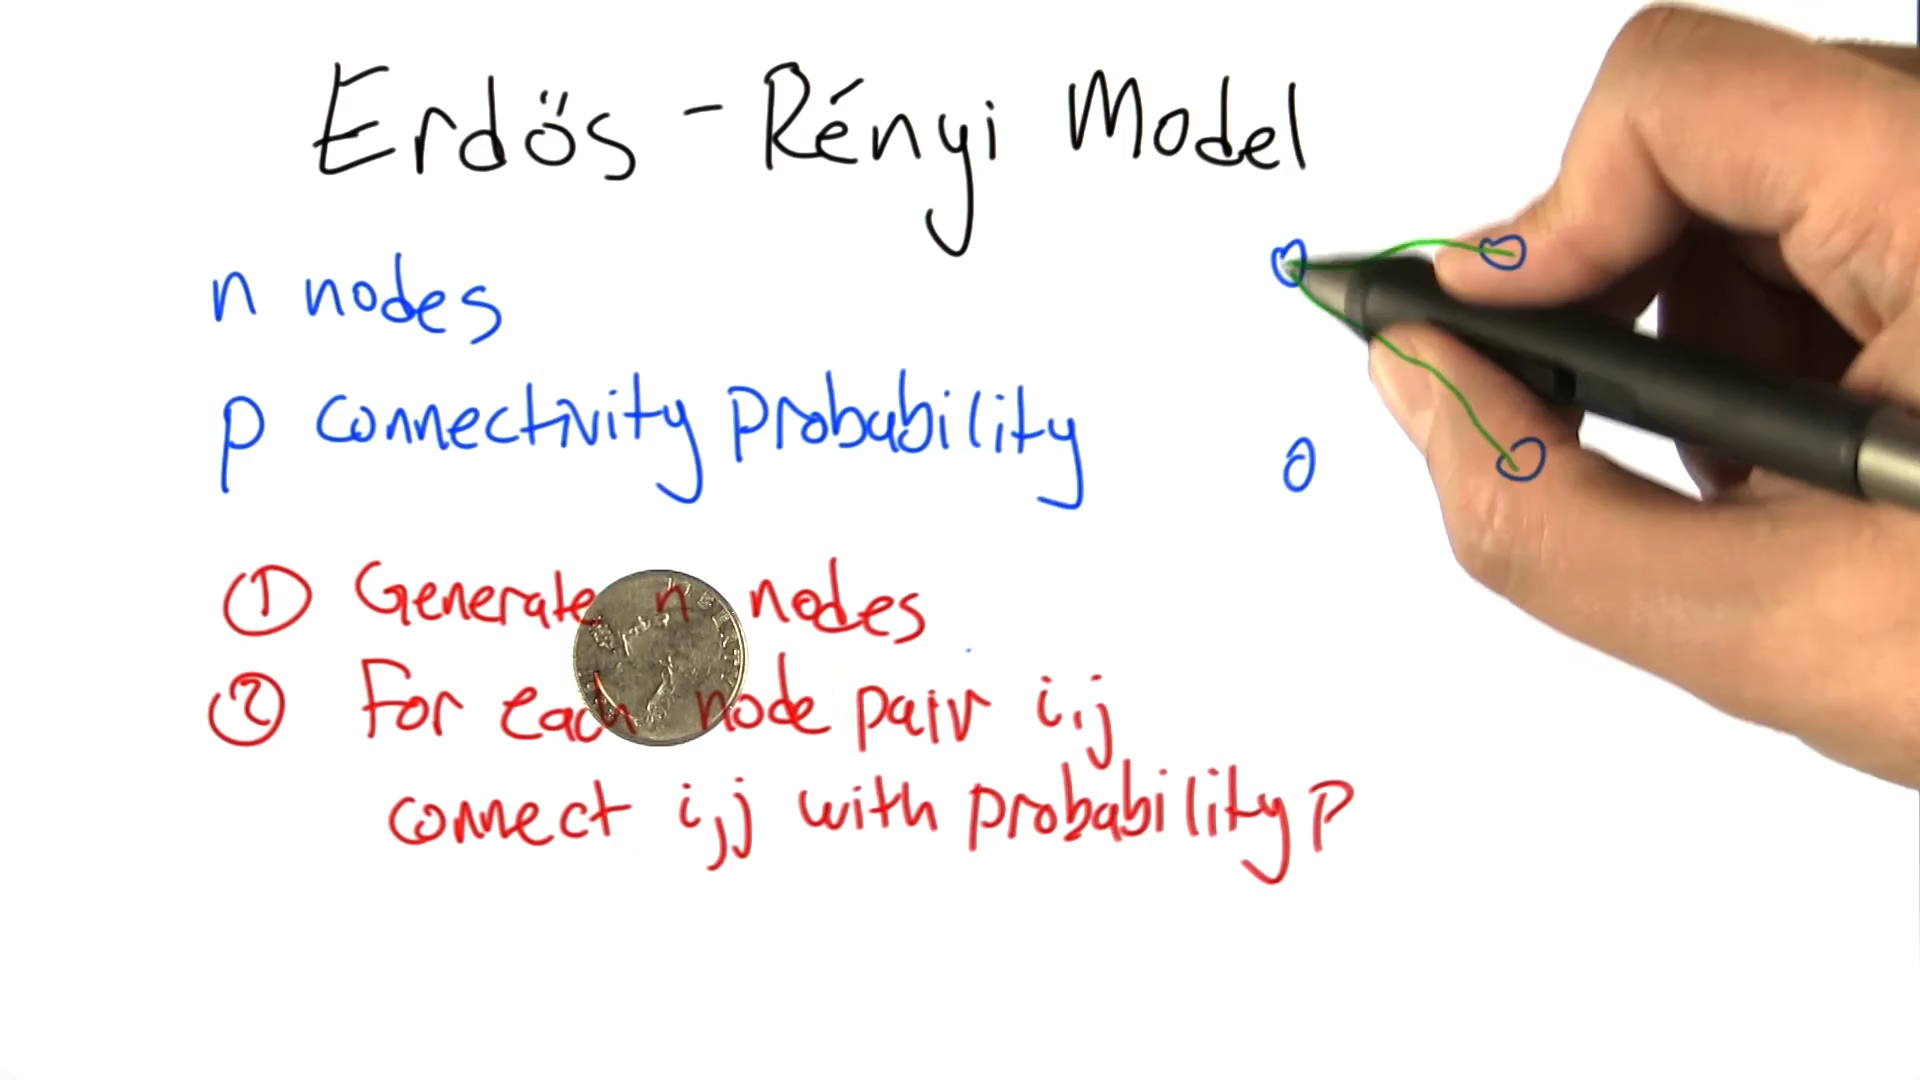 Erdös - Rényi Model
n nodes
p connectivity probability
① Generate n nodes
② For each node pair i,j
connect i,j with probability p